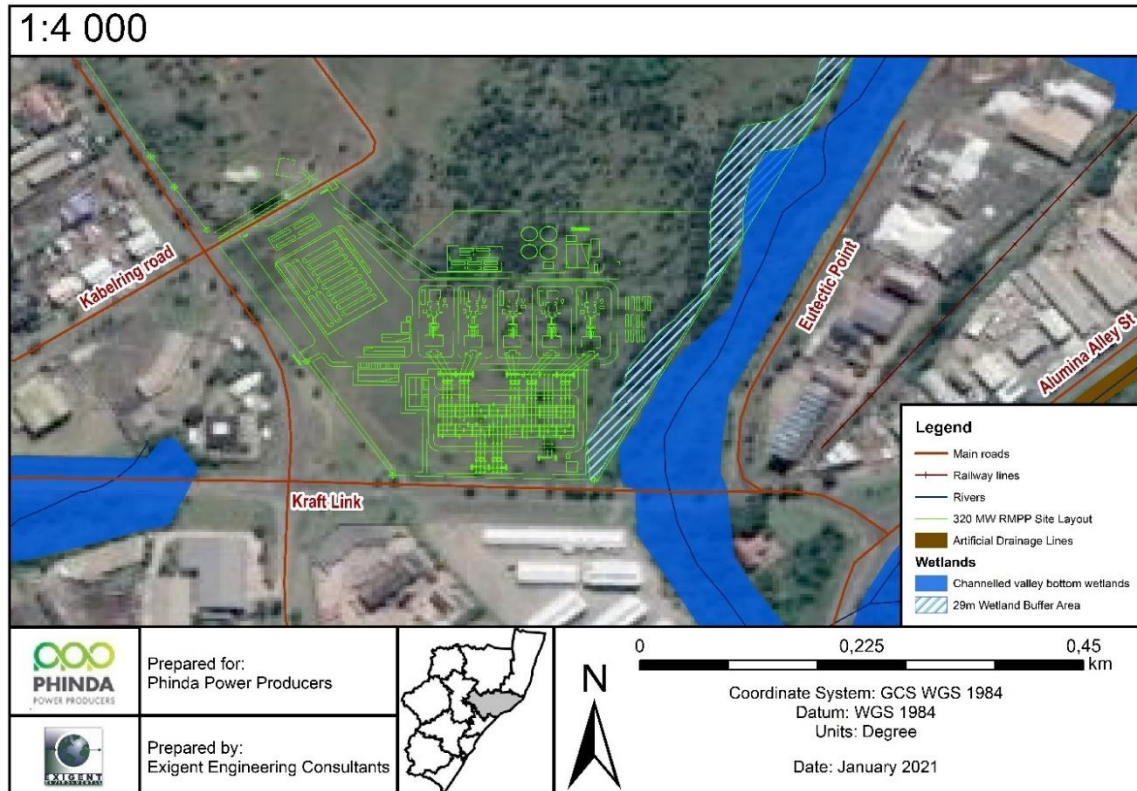 1:4 000
Kabelring road
Eutectic Point
Alumina Alley St
Kraft Link
Legend
Main roads
Railway lines
Rivers
320 MW RMPP Site Layout
Artificial Drainage Lines
Wetlands
Channelled valley bottom wetlands
29m Wetland Buffer Area
PHINDA
POWER PRODUCERS
Prepared for:
Phinda Power Producers
EXIGENT
Prepared by:
Exigent Engineering Consultants
N
0 0,225 0,45
km
Coordinate System: GCS WGS 1984
Datum: WGS 1984
Units: Degree
Date: January 2021